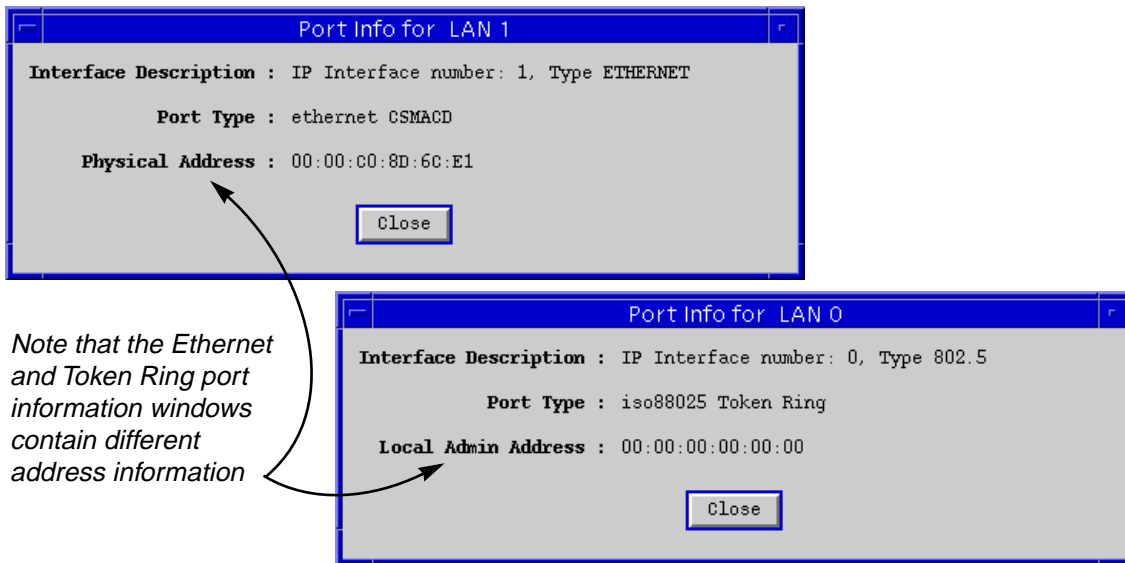 Port Info for LAN 1
Interface Description : IP Interface number: 1, Type ETHERNET
Port Type : ethernet CSMACD
Physical Address : 00:00:C0:8D:6C:E1
Close
Note that the Ethernet
and Token Ring port
information windows
contain different
address information
Port Info for LAN 0
Interface Description : IP Interface number: 0, Type 802.5
Port Type : iso88025 Token Ring
Local Admin Address : 00:00:00:00:00:00
Close